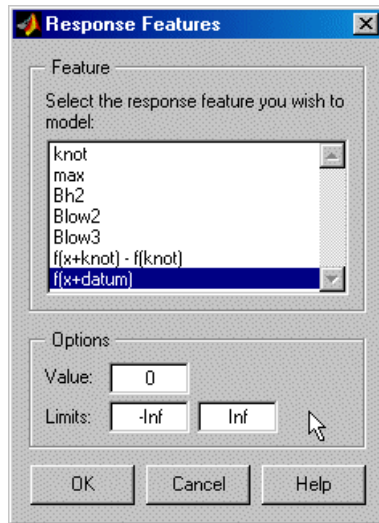 Response Features
Feature
Select the response feature you wish to
model:
knot
max
Bh2
Blow2
Blow3
f(x+knot) - f(knot)
f(x+datum)
Options
Value: 0
Limits: -Inf Inf
OK Cancel Help